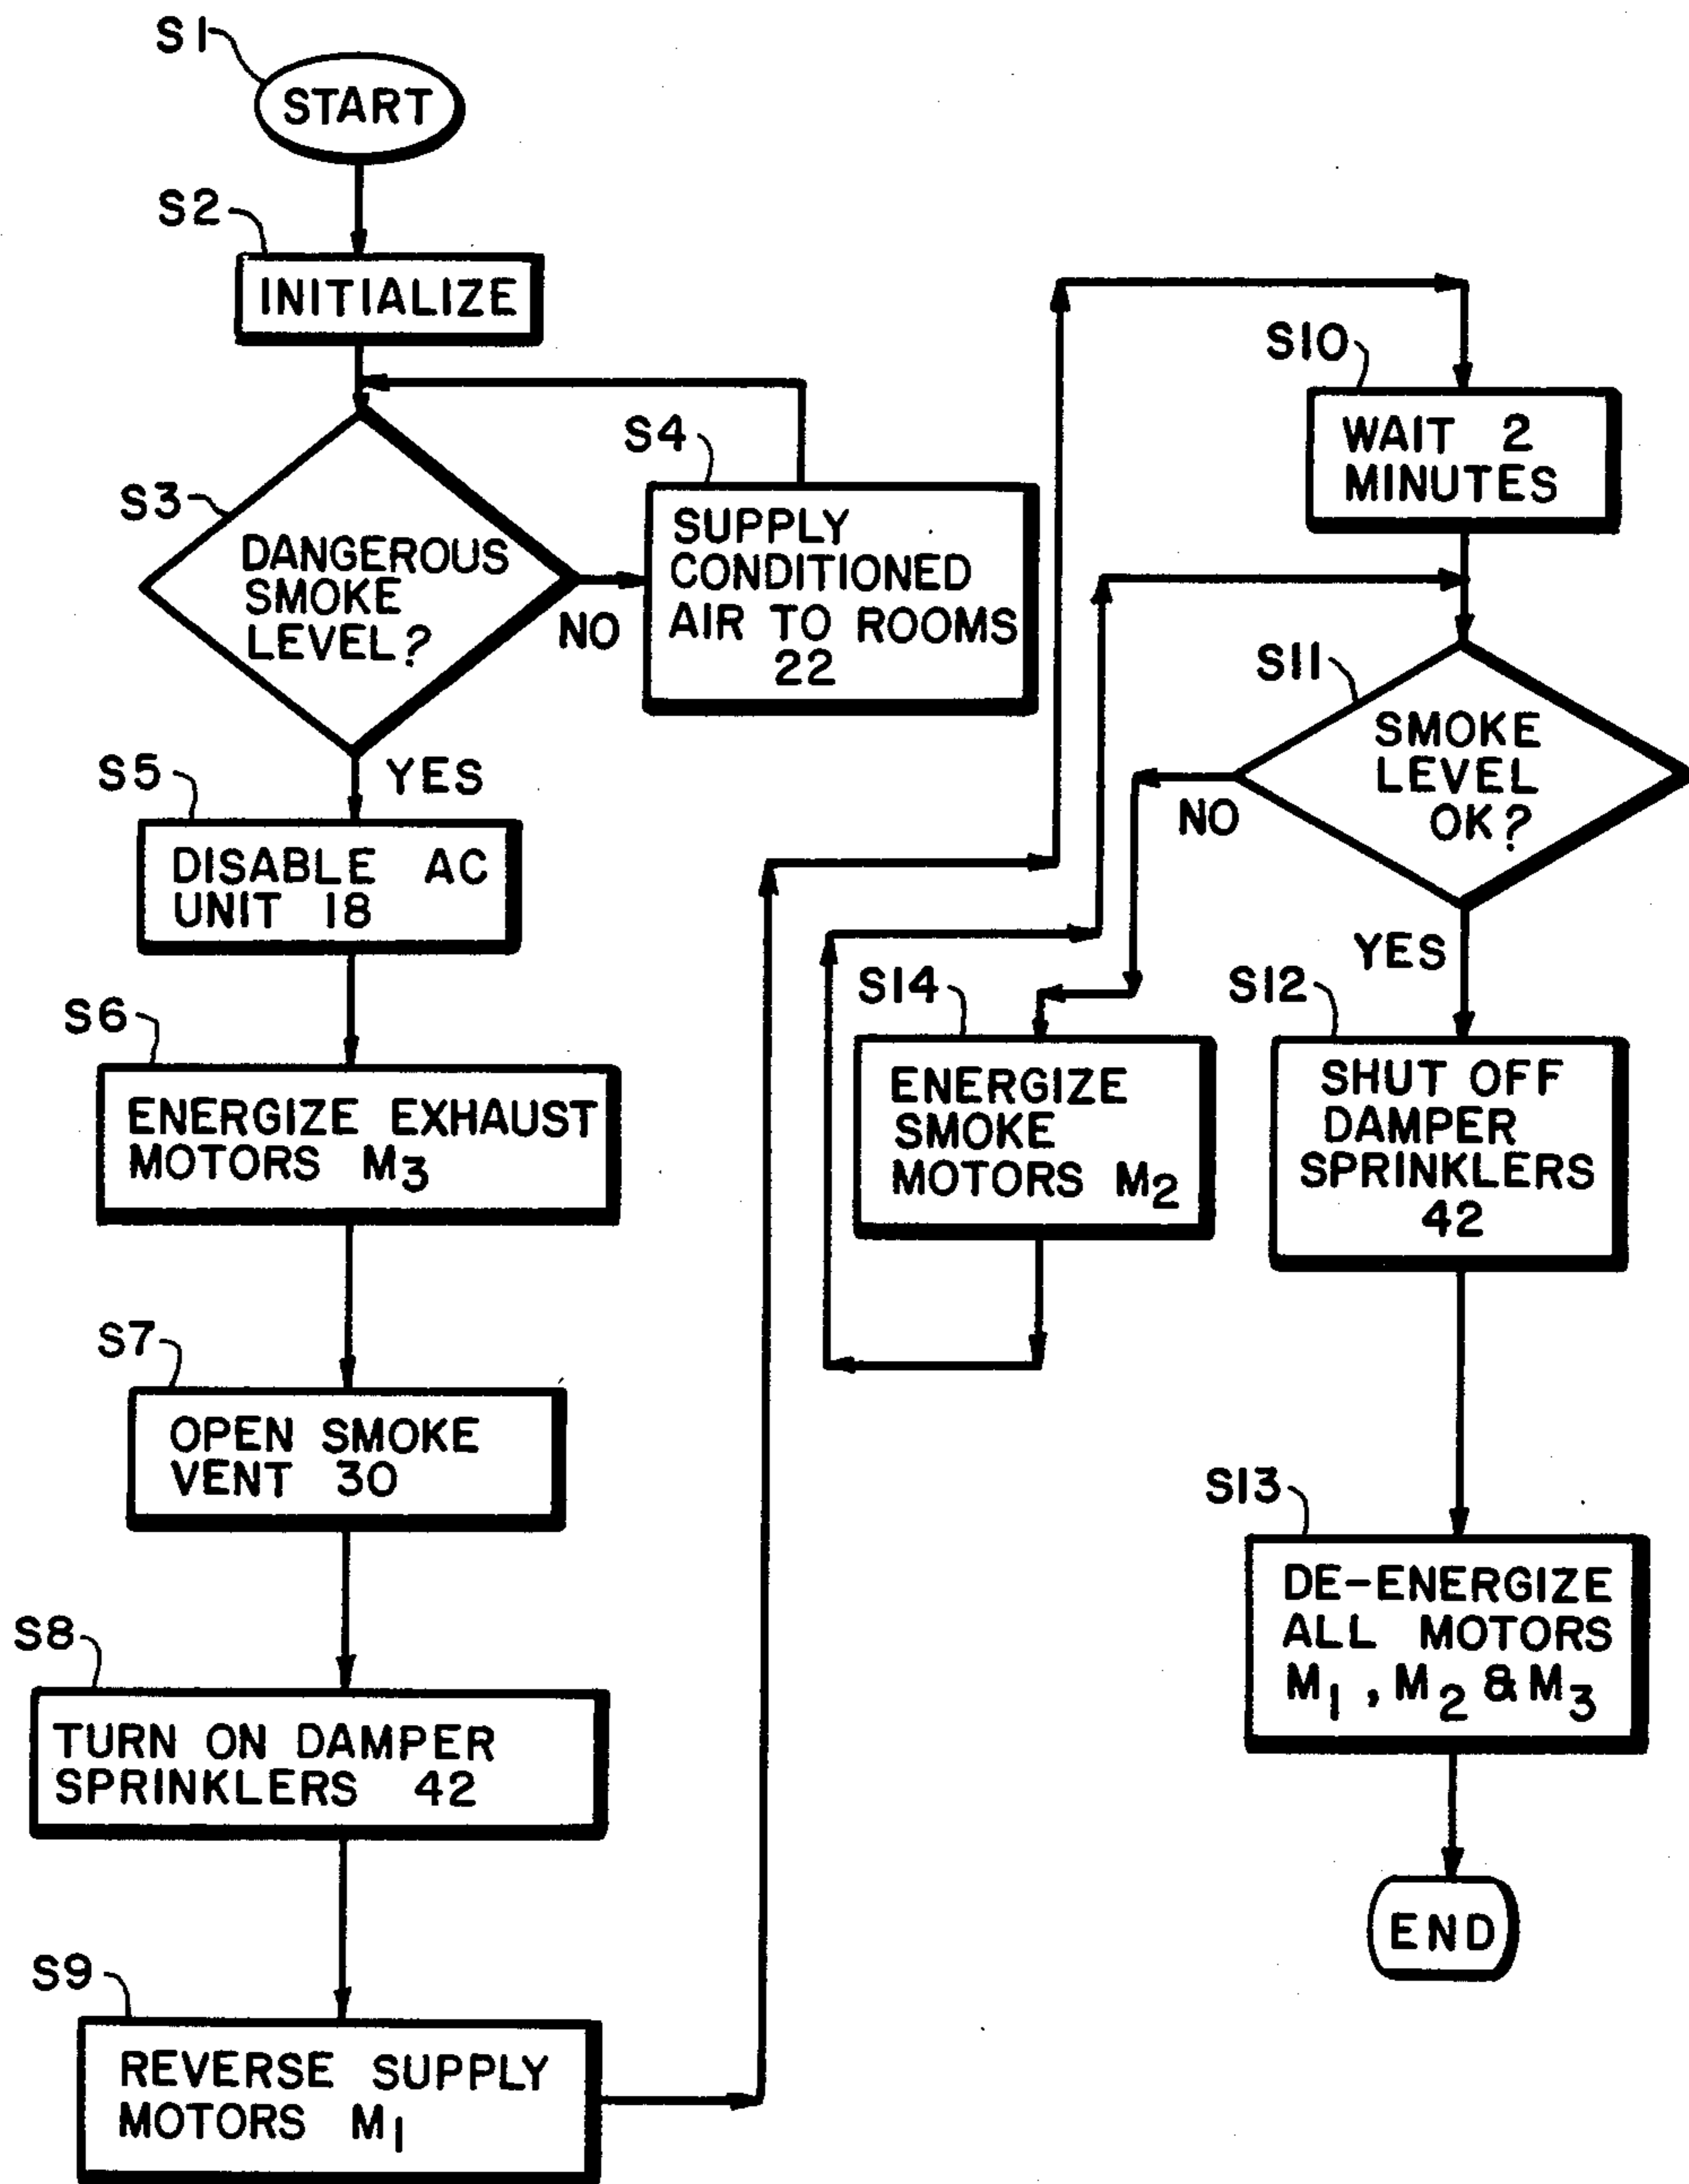 S1
START
S2
INITIALIZE
S3
DANGEROUS
SMOKE
LEVEL?
NO
YES
S4
SUPPLY
CONDITIONED
AIR TO ROOMS
22
S5
DISABLE AC
UNIT 18
S6
ENERGIZE EXHAUST
MOTORS M3
S7
OPEN SMOKE
VENT 30
S8
TURN ON DAMPER
SPRINKLERS 42
S9
REVERSE SUPPLY
MOTORS M1
S10
WAIT 2
MINUTES
S11
SMOKE
LEVEL
OK?
NO
YES
S14
ENERGIZE
SMOKE
MOTORS M2
S12
SHUT OFF
DAMPER
SPRINKLERS
42
S13
DE-ENERGIZE
ALL MOTORS
M1, M2 & M3
END